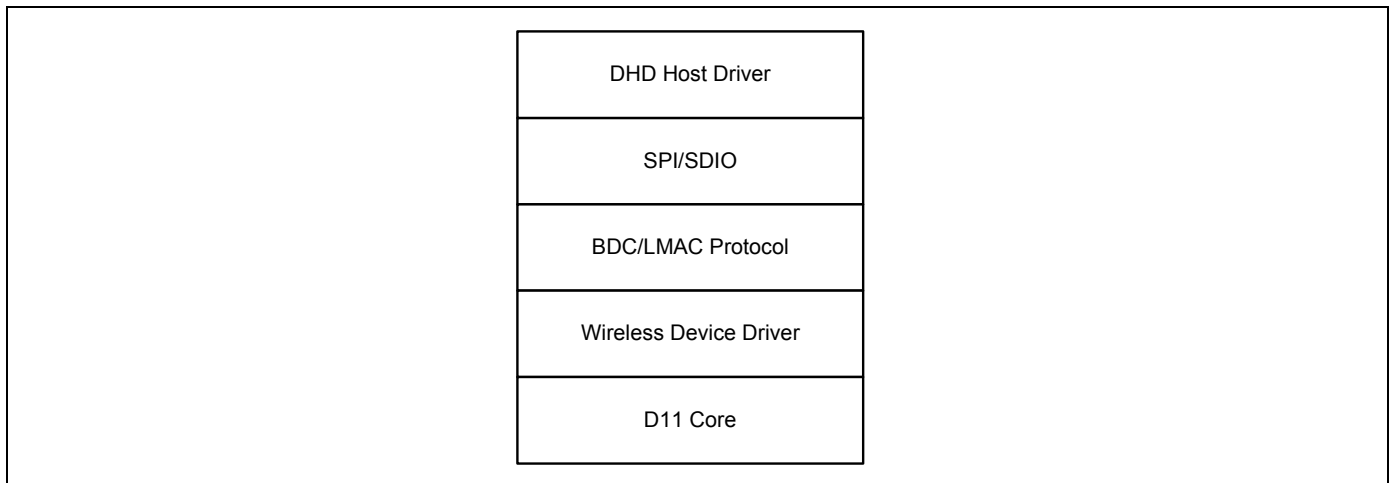 DHD Host Driver
SPI/SDIO
BDC/LMAC Protocol
Wireless Device Driver
D11 Core